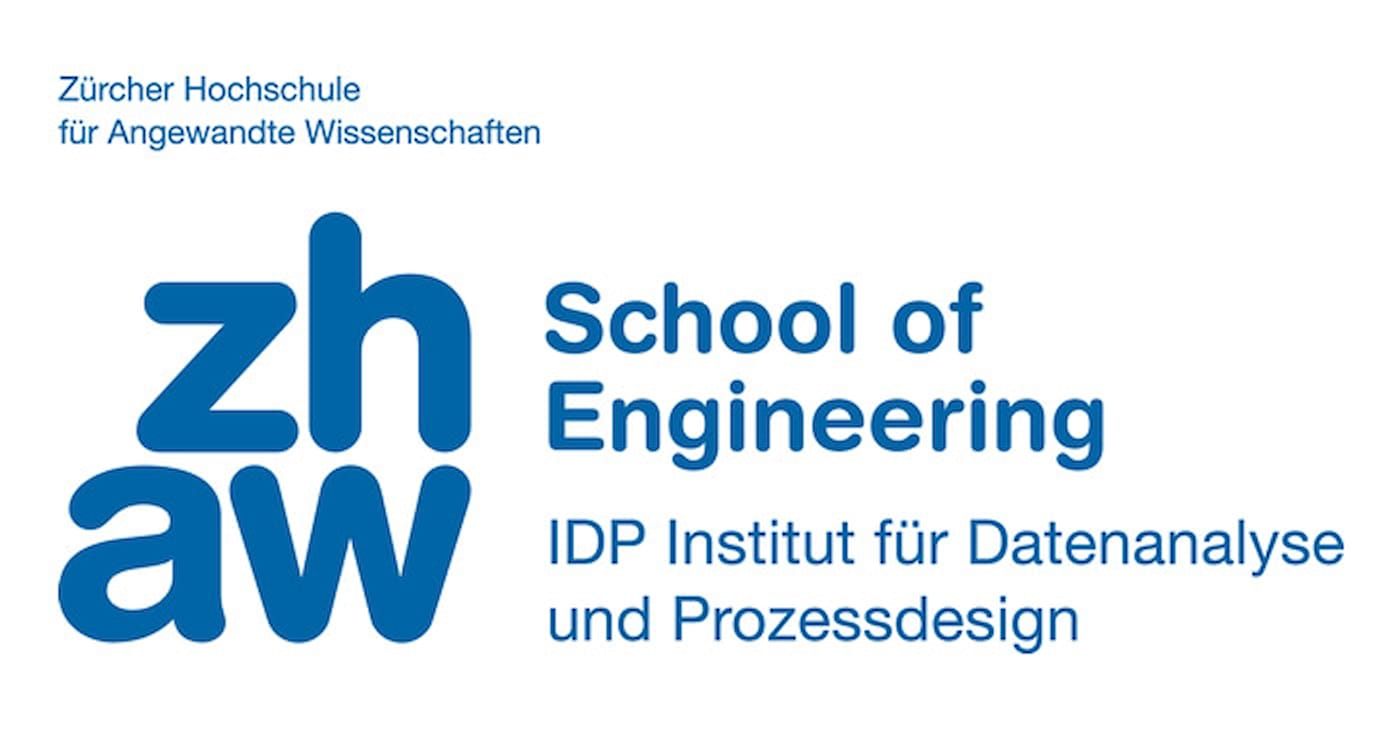 Zürcher Hochschule
für Angewandte Wissenschaften
zh
aw
School of
Engineering
IDP Institut für Datenanalyse
und Prozessdesign